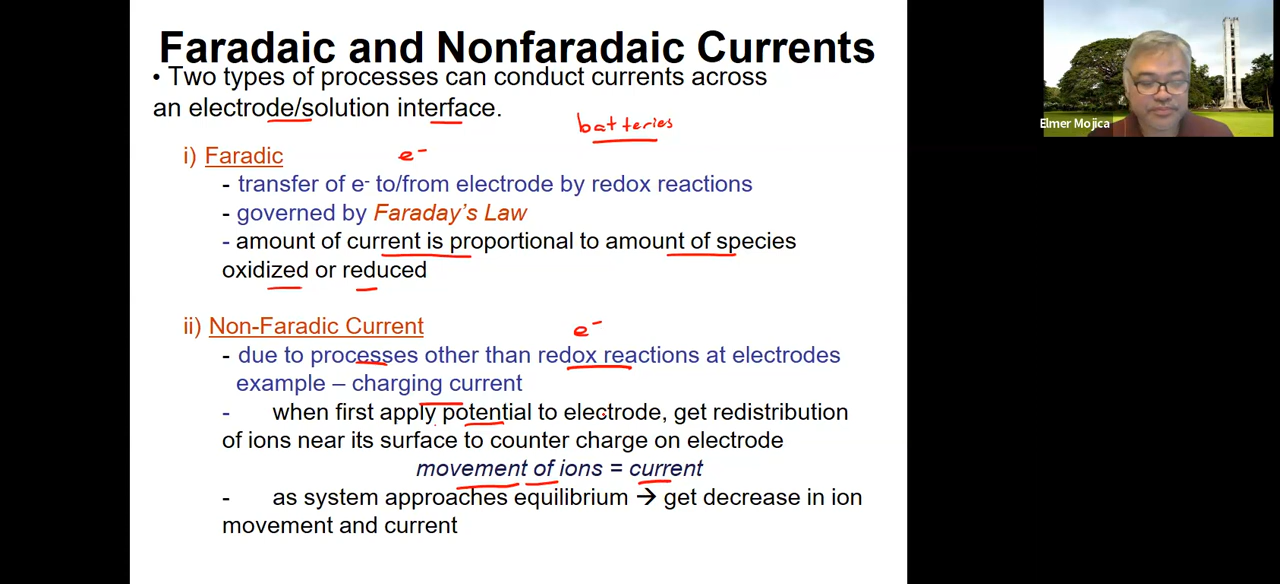 Faradaic and Nonfaradaic Currents
• Two types of processes can conduct currents across
an electrode/solution interface.
batteries
i) Faradic
e-
- transfer of e- to/from electrode by redox reactions
- governed by Faraday's Law
- amount of current is proportional to amount of species
oxidized or reduced
ii) Non-Faradic Current
e-
- due to processes other than redox reactions at electrodes
example – charging current
- when first apply potential to electrode, get redistribution
of ions near its surface to counter charge on electrode
movement of ions = current
- as system approaches equilibrium → get decrease in ion
movement and current
Elmer Mojica